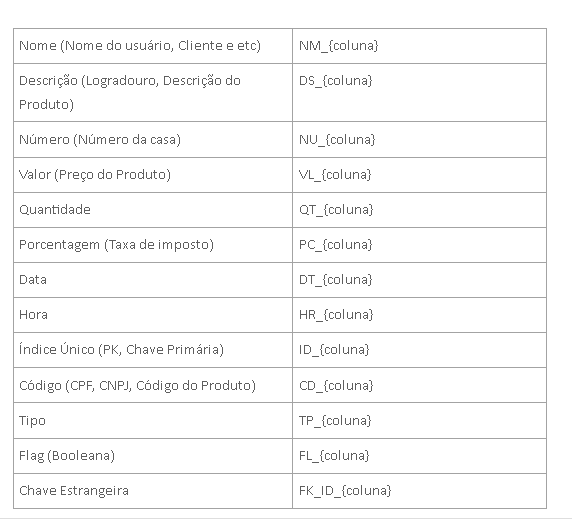 Nome (Nome do usuário, Cliente e etc) NM_{coluna}
Descrição (Logradouro, Descrição do DS_{coluna}
Produto)
Número (Número da casa) NU_{coluna}
Valor (Preço do Produto) VL_{coluna}
Quantidade QT_{coluna}
Porcentagem (Taxa de imposto) PC_{coluna}
Data DT_{coluna}
Hora HR_{coluna}
Índice Único (PK, Chave Primária) ID_{coluna}
Código (CPF, CNPJ, Código do Produto) CD_{coluna}
Tipo TP_{coluna}
Flag (Booleana) FL_{coluna}
Chave Estrangeira FK_ID_{coluna}